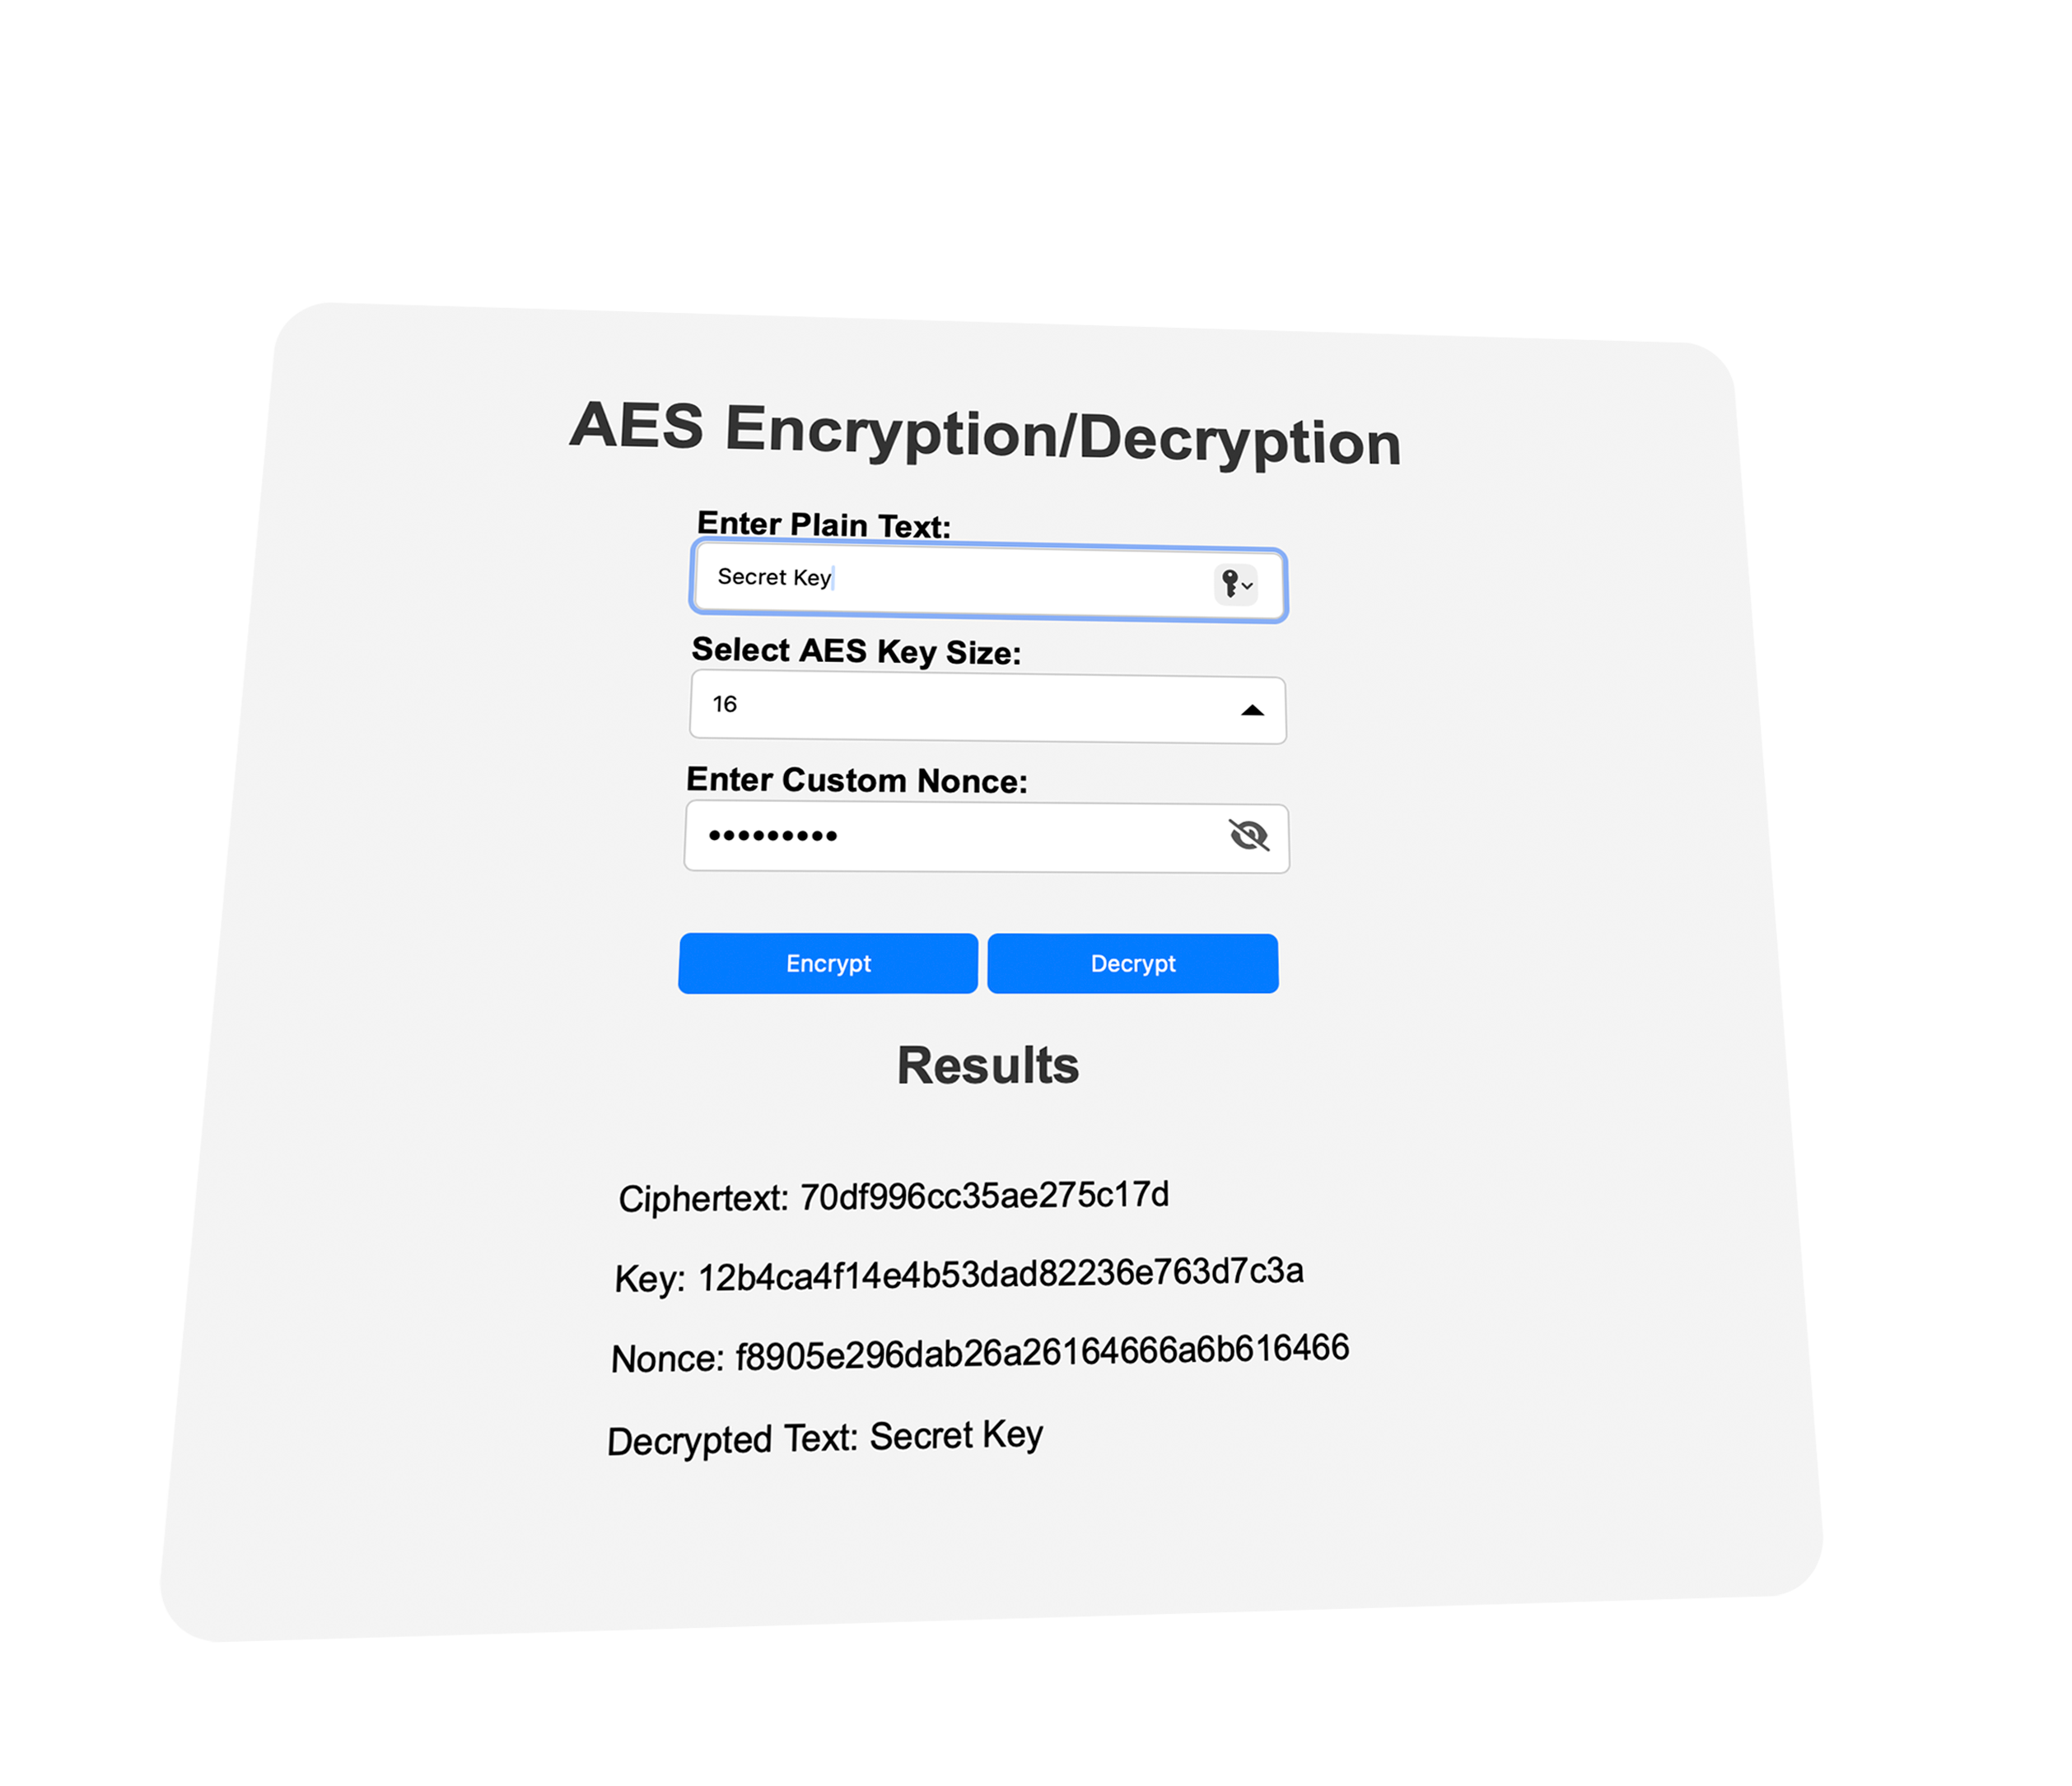 AES Encryption/Decryption
Enter Plain Text:
Secret Key
Select AES Key Size:
16
Enter Custom Nonce:
•••••••••
Encrypt
Decrypt
Results
Ciphertext: 70df996cc35ae275c17d
Key: 12b4ca4f14e4b53dad82236e763d7c3a
Nonce: f8905e296dab26a26164666a6b616466
Decrypted Text: Secret Key